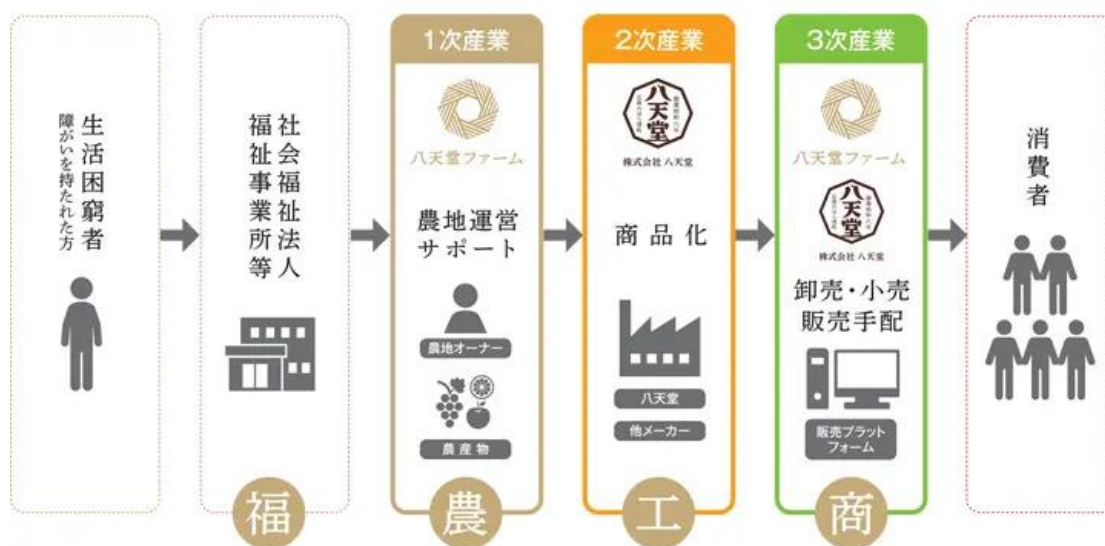 生活困窮者
障がいを持たれた方
社会福祉法人
福祉事業所等
福
1次産業
八天堂ファーム
農地運営
サポート
農地オーナー
農産物
農
2次産業
八天堂
株式会社 八天堂
商品化
八天堂
他メーカー
工
3次産業
八天堂ファーム
八天堂
株式会社 八天堂
卸売・小売
販売手配
販売プラット
フォーム
商
消費者